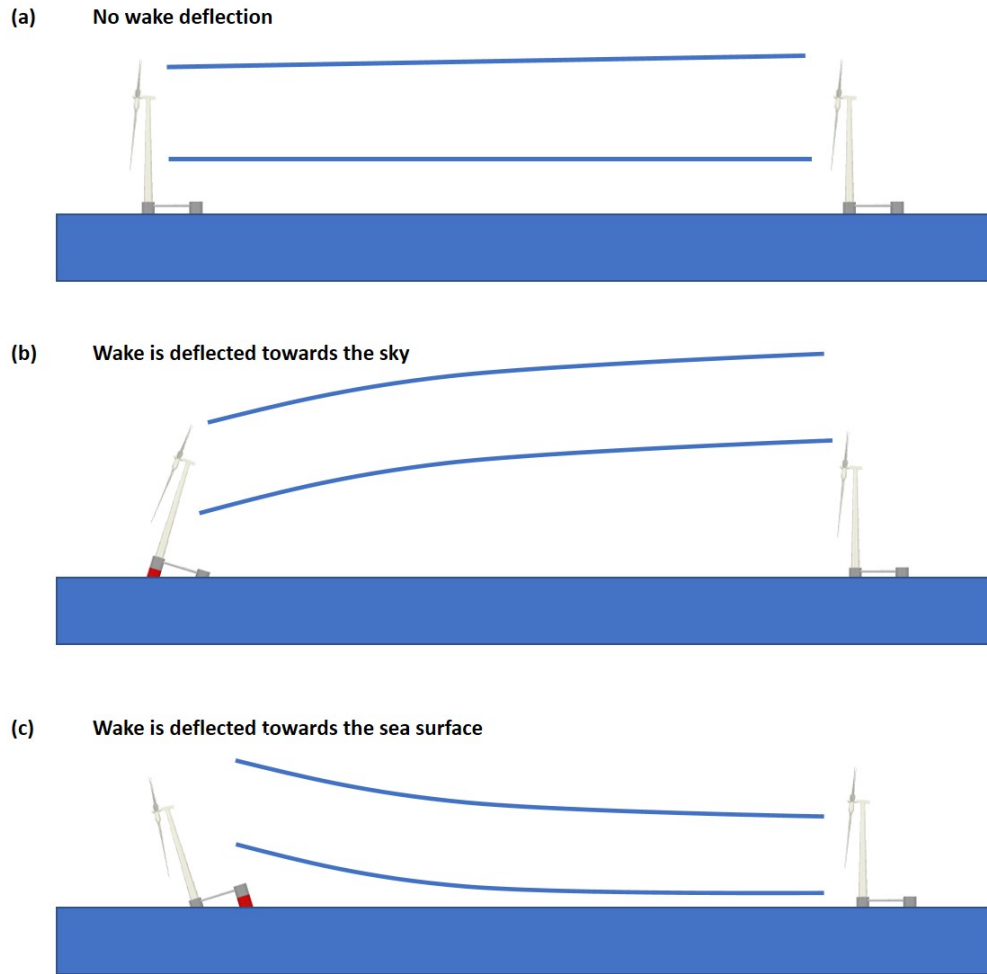 (a) No wake deflection
(b) Wake is deflected towards the sky
(c) Wake is deflected towards the sea surface